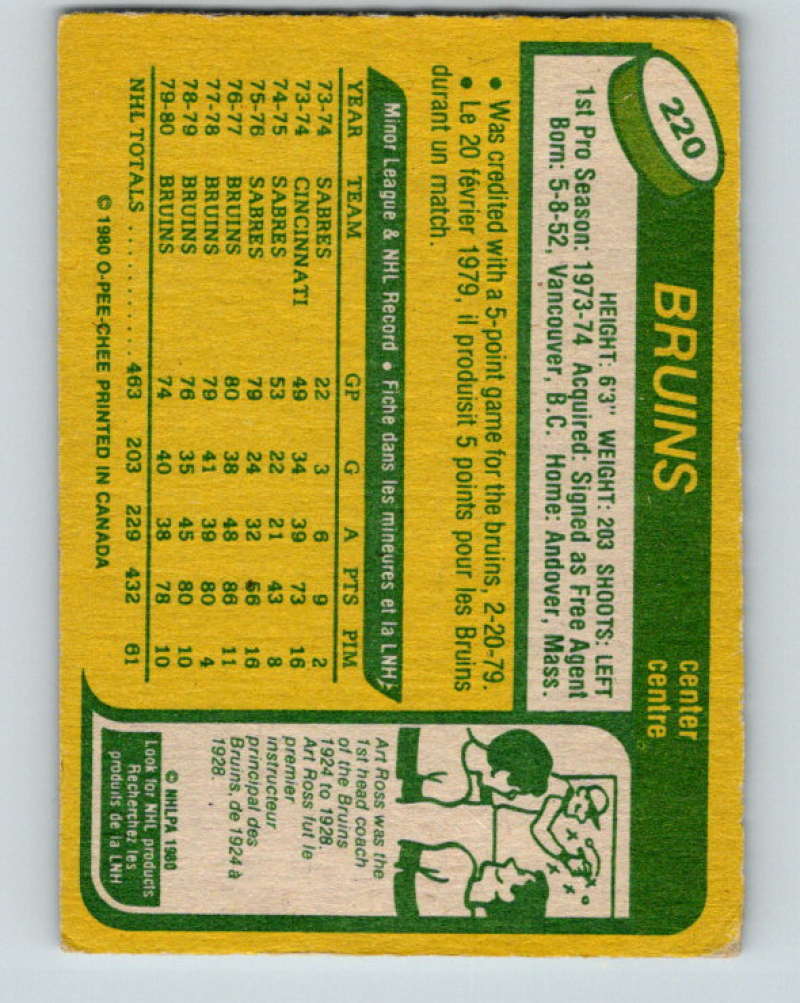 220
BRUINS
center
centre
HEIGHT: 6'3" WEIGHT: 203 SHOOTS: LEFT
1st Pro Season: 1973-74 Acquired: Signed as Free Agent
Born: 5-8-52, Vancouver, B.C. Home: Andover, Mass.
• Was credited with a 5-point game for the bruins, 2-20-79.
• Le 20 février 1979, il produisit 5 points pour les Bruins
durant un match.
Minor League & NHL Record • Fiche dans les mineures et la LNH
YEAR TEAM GP G A PTS PIM
73-74 SABRES 22 3 6 9 2
73-74 CINCINNATI 49 34 39 73 16
74-75 SABRES 53 22 21 43 8
75-76 SABRES 79 24 32 56 16
76-77 BRUINS 80 38 48 86 11
77-78 BRUINS 79 41 39 80 4
78-79 BRUINS 76 35 45 80 10
79-80 BRUINS 74 40 38 78 10
NHL TOTALS ............ 463 203 229 432 61
© 1980 O-PEE-CHEE PRINTED IN CANADA
Art Ross was the
1st head coach
of the Bruins
1924 to 1928.
Art Ross fut le
premier
instructeur
principal des
Bruins, de 1924 à
1928.
© NHLPA 1980
Look for NHL products
Recherchez les
produits de la LNH